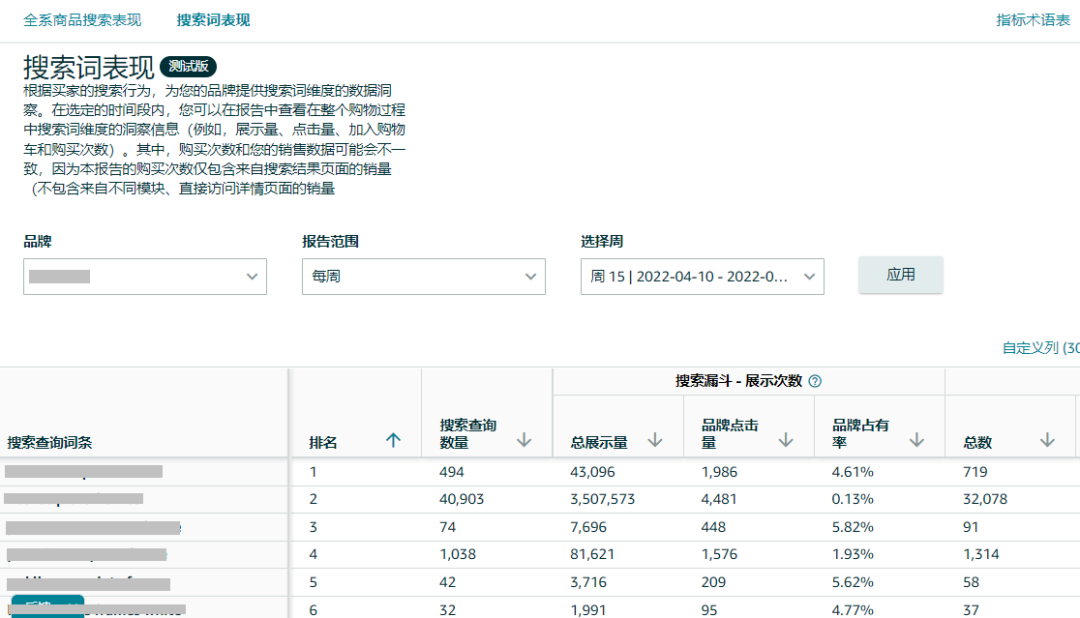 全系商品搜索表现 搜索词表现 指标术语表
搜索词表现 测试版
根据买家的搜索行为，为您的品牌提供搜索词维度的数据洞
察。在选定的时间段内，您可以在报告中查看在整个购物过程
中搜索词维度的洞察信息（例如，展示量、点击量、加入购物
车和购买次数）。其中，购买次数和您的销售数据可能会不一
致，因为本报告的购买次数仅包含来自搜索结果页面的销量
（不包含来自不同模块、直接访问详情页面的销量
品牌 报告范围 选择周
每周 周 15 | 2022-04-10 - 2022-0... 应用
自定义列 (30
搜索漏斗 - 展示次数
搜索查询 品牌点击 品牌占有
搜索查询词条 排名 数量 总展示量 量 率 总数
1 494 43,096 1,986 4.61% 719
2 40,903 3,507,573 4,481 0.13% 32,078
3 74 7,696 448 5.82% 91
4 1,038 81,621 1,576 1.93% 1,314
5 42 3,716 209 5.62% 58
6 32 1,991 95 4.77% 37